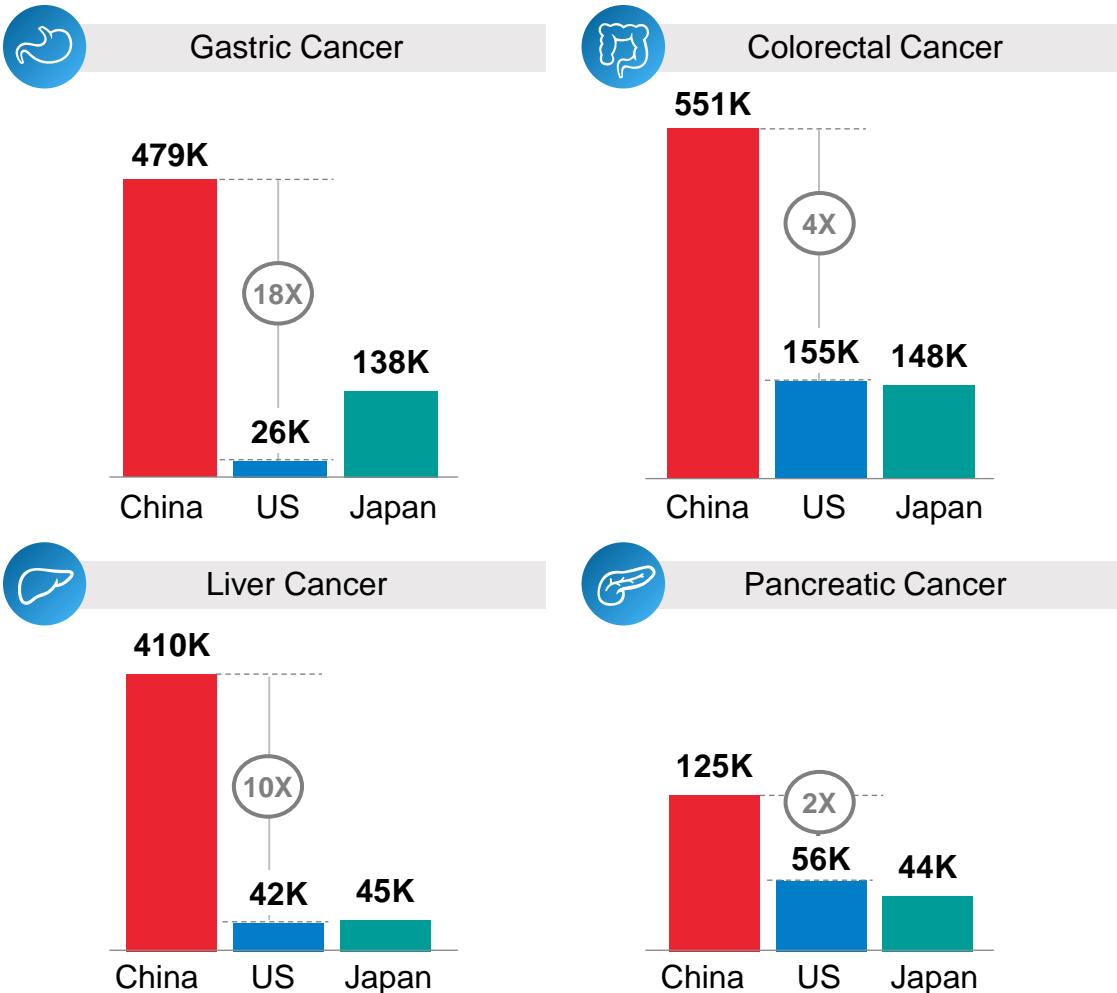 Gastric Cancer
479K
18X
26K
138K
China US Japan
Colorectal Cancer
551K
4X
155K
148K
China US Japan
Liver Cancer
410K
10X
42K
45K
China US Japan
Pancreatic Cancer
125K
2X
56K
44K
China US Japan